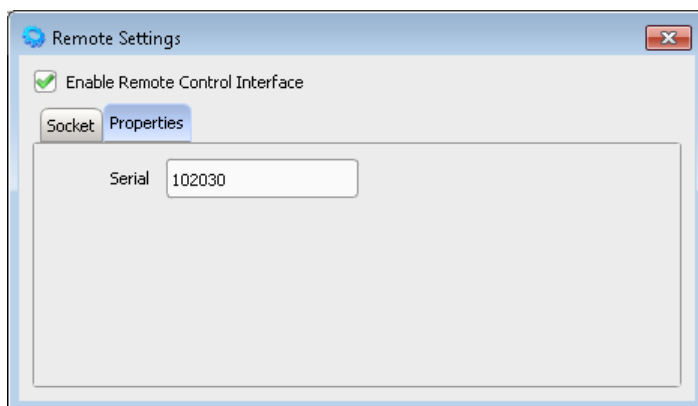 Remote Settings
Enable Remote Control Interface
Socket Properties
Serial 102030